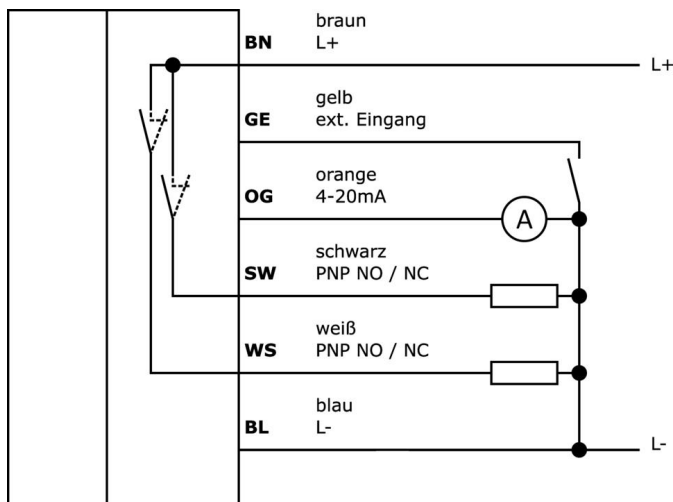 braun
BN L+
L+
gelb
GE ext. Eingang
orange
OG 4-20mA
A
schwarz
SW PNP NO / NC
weiß
WS PNP NO / NC
blau
BL L-
L-